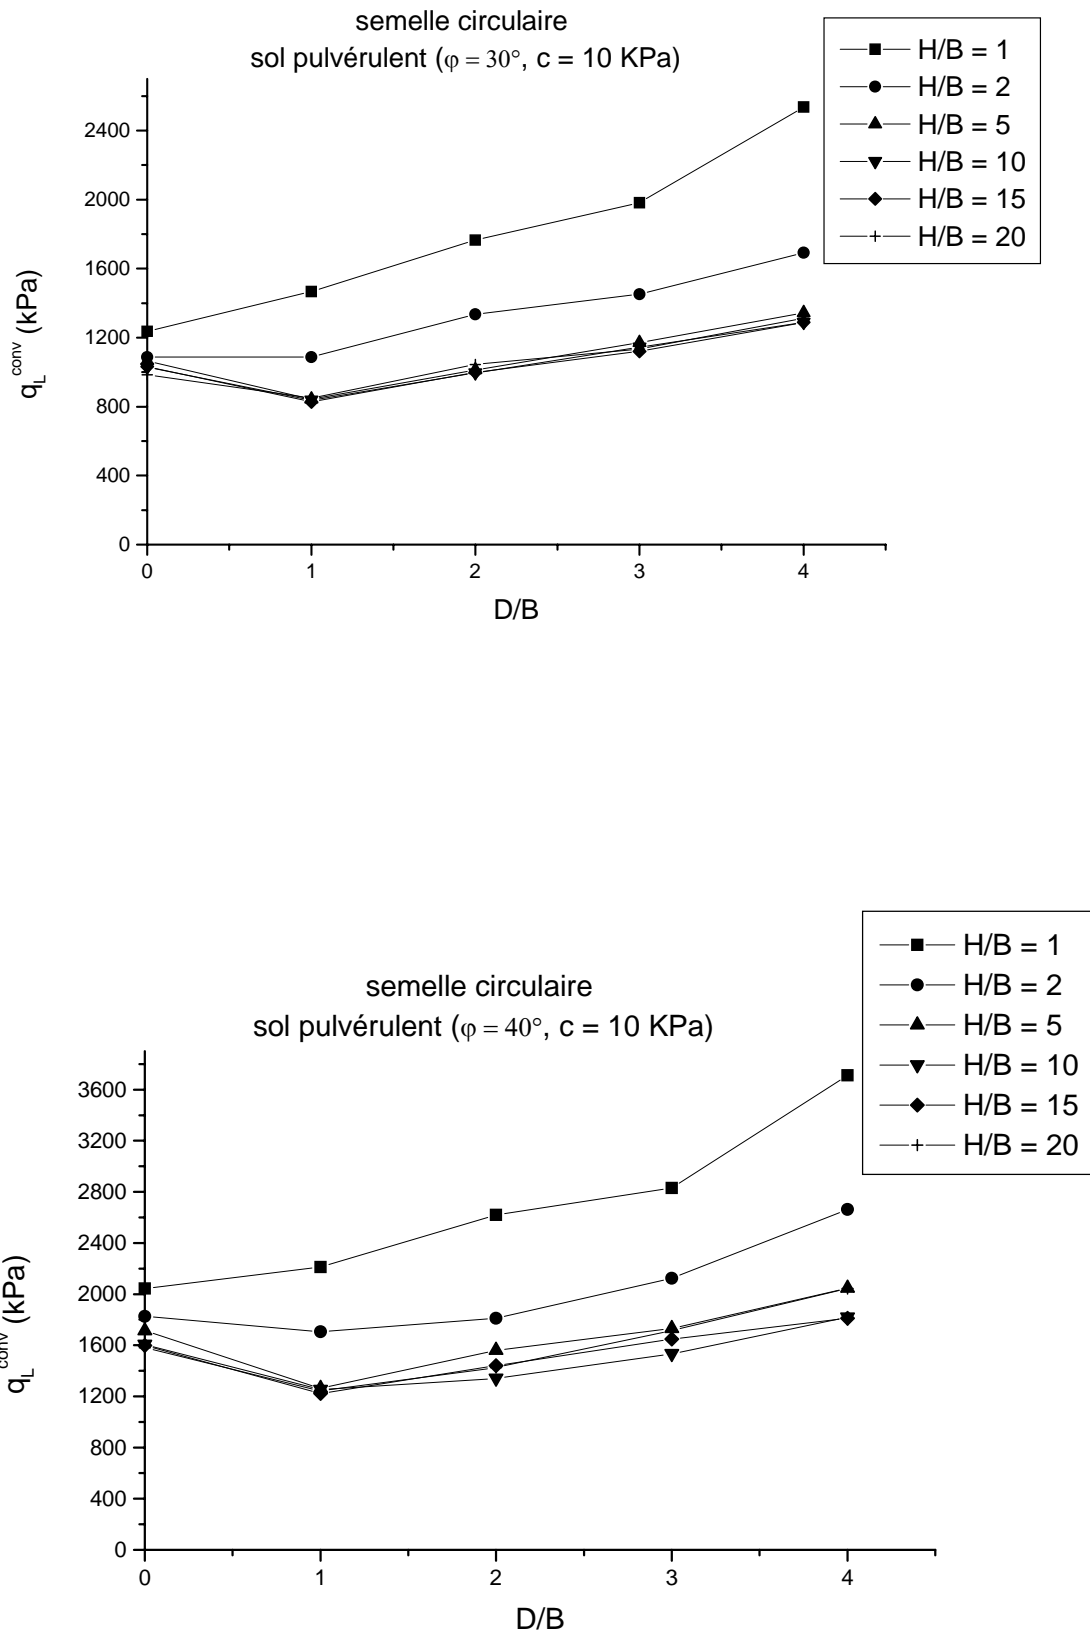 semelle circulaire
sol pulvérulent (φ = 30°, c = 10 KPa)
H/B = 1
H/B = 2
H/B = 5
H/B = 10
H/B = 15
H/B = 20
2400
2000
1600
1200
800
400
0
q_L^conv (kPa)
0 1 2 3 4
D/B
semelle circulaire
sol pulvérulent (φ = 40°, c = 10 KPa)
H/B = 1
H/B = 2
H/B = 5
H/B = 10
H/B = 15
H/B = 20
3600
3200
2800
2400
2000
1600
1200
800
400
0
q_L^conv (kPa)
0 1 2 3 4
D/B